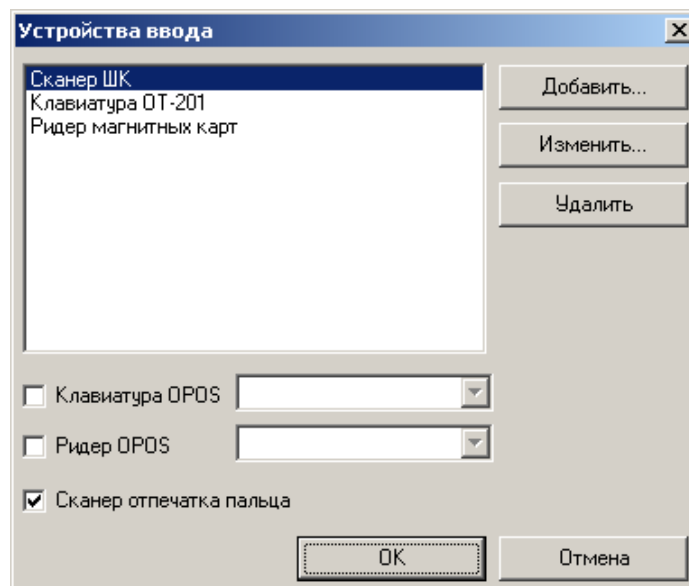 Устройства ввода
Сканер ШК
Клавиатура ОТ-201
Ридер магнитных карт
Добавить...
Изменить...
Удалить
Клавиатура OPOS
Ридер OPOS
Сканер отпечатка пальца
OK
Отмена